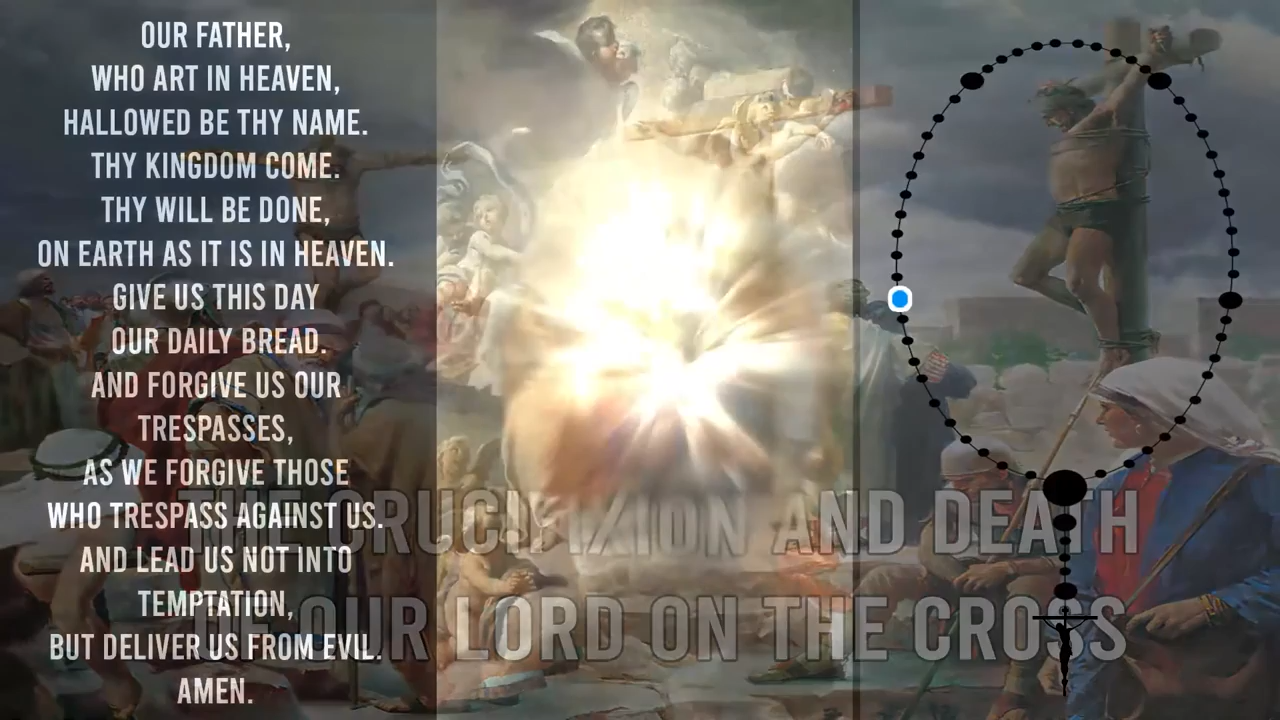 OUR FATHER,
WHO ART IN HEAVEN,
HALLOWED BE THY NAME.
THY KINGDOM COME.
THY WILL BE DONE,
ON EARTH AS IT IS IN HEAVEN.
GIVE US THIS DAY
OUR DAILY BREAD.
AND FORGIVE US OUR
TRESPASSES,
AS WE FORGIVE THOSE
WHO TRESPASS AGAINST US.
AND LEAD US NOT INTO
TEMPTATION,
BUT DELIVER US FROM EVIL.
AMEN.
THE CRUCIFIXION AND DEATH
OF OUR LORD ON THE CROSS